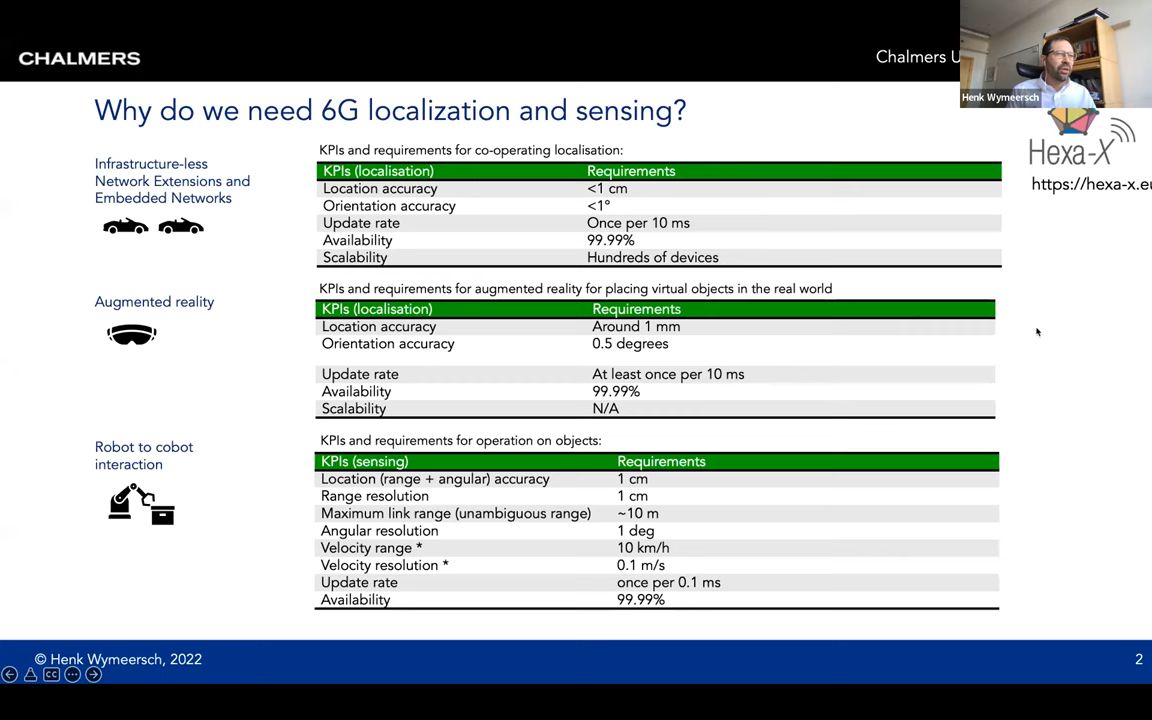 CHALMERS
Chalmers U
Henk Wymeersch
Why do we need 6G localization and sensing?
Hexa-X
https://hexa-x.eu
Infrastructure-less
Network Extensions and
Embedded Networks
KPIs and requirements for co-operating localisation:
KPIs (localisation) Requirements
Location accuracy <1 cm
Orientation accuracy <1°
Update rate Once per 10 ms
Availability 99.99%
Scalability Hundreds of devices
Augmented reality
KPIs and requirements for augmented reality for placing virtual objects in the real world
KPIs (localisation) Requirements
Location accuracy Around 1 mm
Orientation accuracy 0.5 degrees
Update rate At least once per 10 ms
Availability 99.99%
Scalability N/A
Robot to cobot
interaction
KPIs and requirements for operation on objects:
KPIs (sensing) Requirements
Location (range + angular) accuracy 1 cm
Range resolution 1 cm
Maximum link range (unambiguous range) ~10 m
Angular resolution 1 deg
Velocity range * 10 km/h
Velocity resolution * 0.1 m/s
Update rate once per 0.1 ms
Availability 99.99%
© Henk Wymeersch, 2022
2
CC